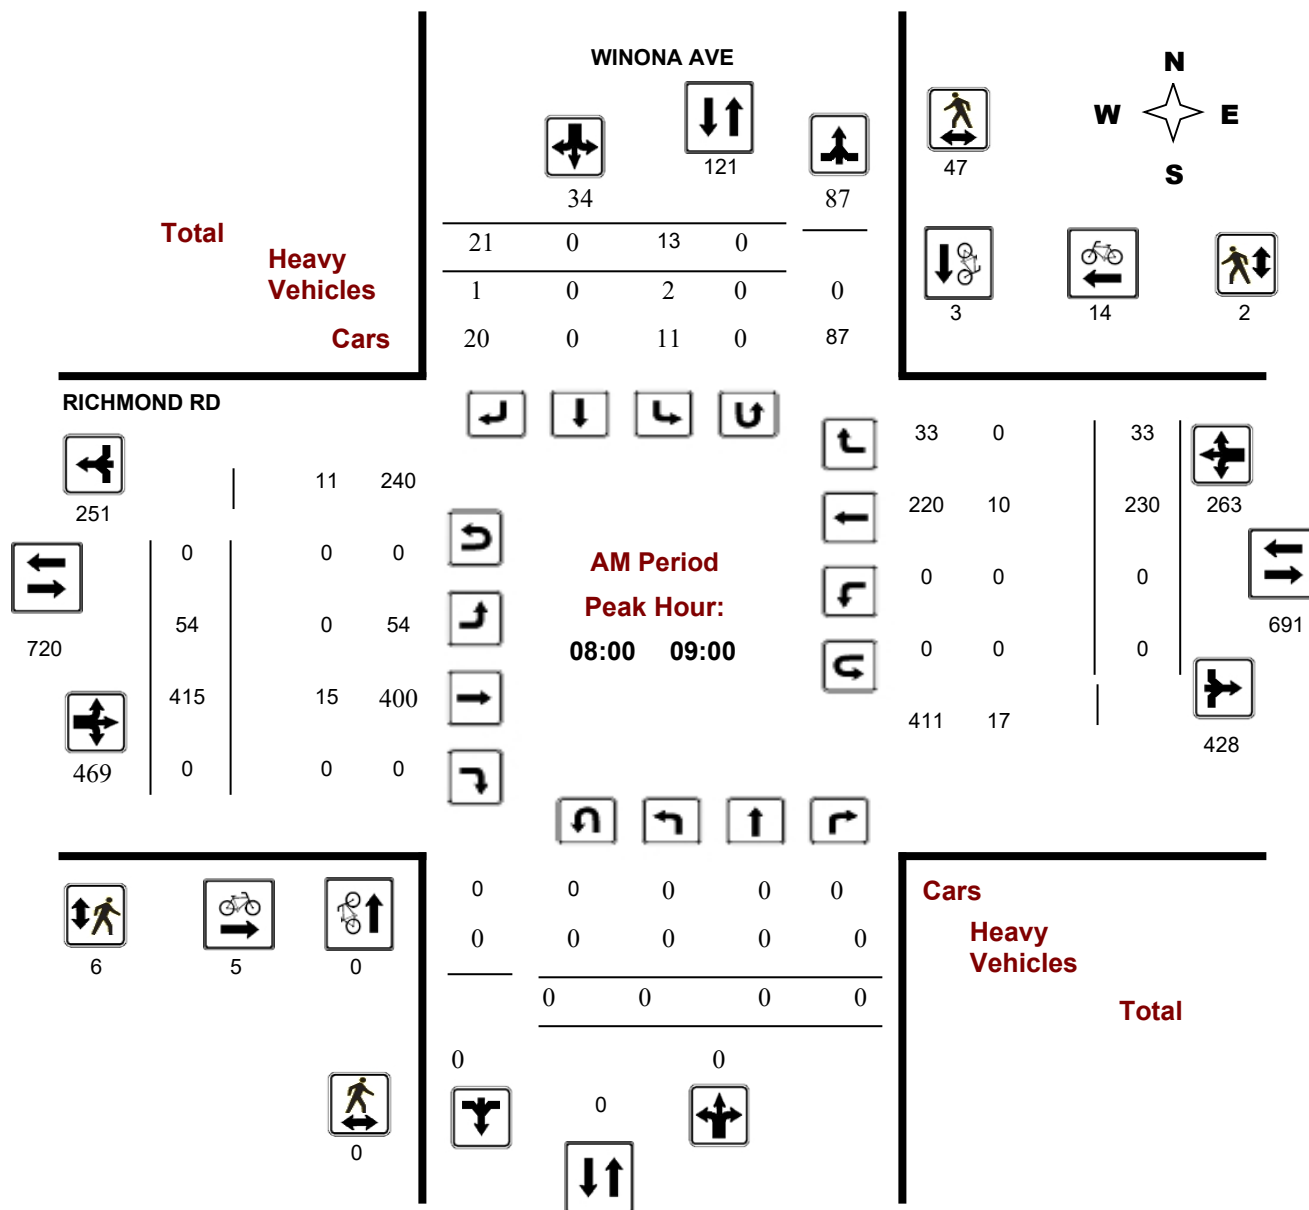 WINONA AVE
N
W E
S
121
47
34
87
Total
21 0 13 0
Heavy
Vehicles
1 0 2 0 0
3 14 2
Cars
20 0 11 0 87
RICHMOND RD
33 0 33
11 240
251
220 10 230 263
0 0 0
AM Period
0 0 0
Peak Hour:
54 0 54
691
720
08:00 09:00
0 0 0
415 15 400
411 17
428
469 0 0 0
0 0 0 0 0
Cars
0 0 0 0 0
Heavy
Vehicles
6 5 0
0 0 0 0
Total
0 0
0
0